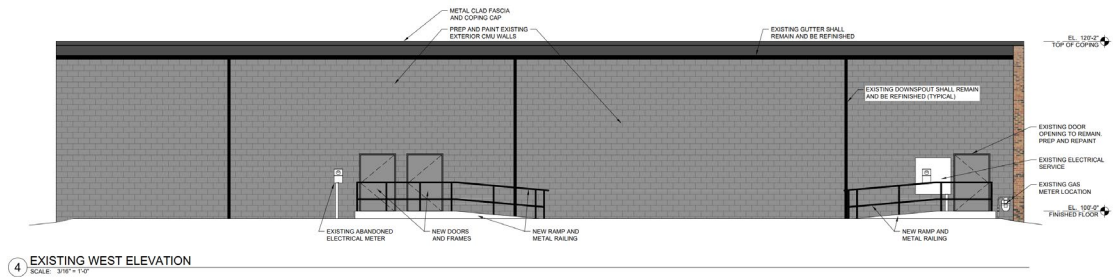 METAL CLAD FASCIA
AND COPING CAP
PREP AND PAINT EXISTING
EXTERIOR CMU WALLS
EXISTING GUTTER SHALL
REMAIN AND BE REFINISHED
EL. 120'-2"
TOP OF COPING
EXISTING DOWNSPOUT SHALL REMAIN
AND BE REFINISHED (TYPICAL)
EXISTING DOOR
OPENING TO REMAIN.
PREP AND REPAINT
EXISTING ELECTRICAL
SERVICE
EXISTING GAS
METER LOCATION
EL. 100'-0"
FINISHED FLOOR
EXISTING ABANDONED
ELECTRICAL METER
NEW DOORS
AND FRAMES
NEW RAMP AND
METAL RAILING
NEW RAMP AND
METAL RAILING
4
EXISTING WEST ELEVATION
SCALE: 3/16" = 1'-0"